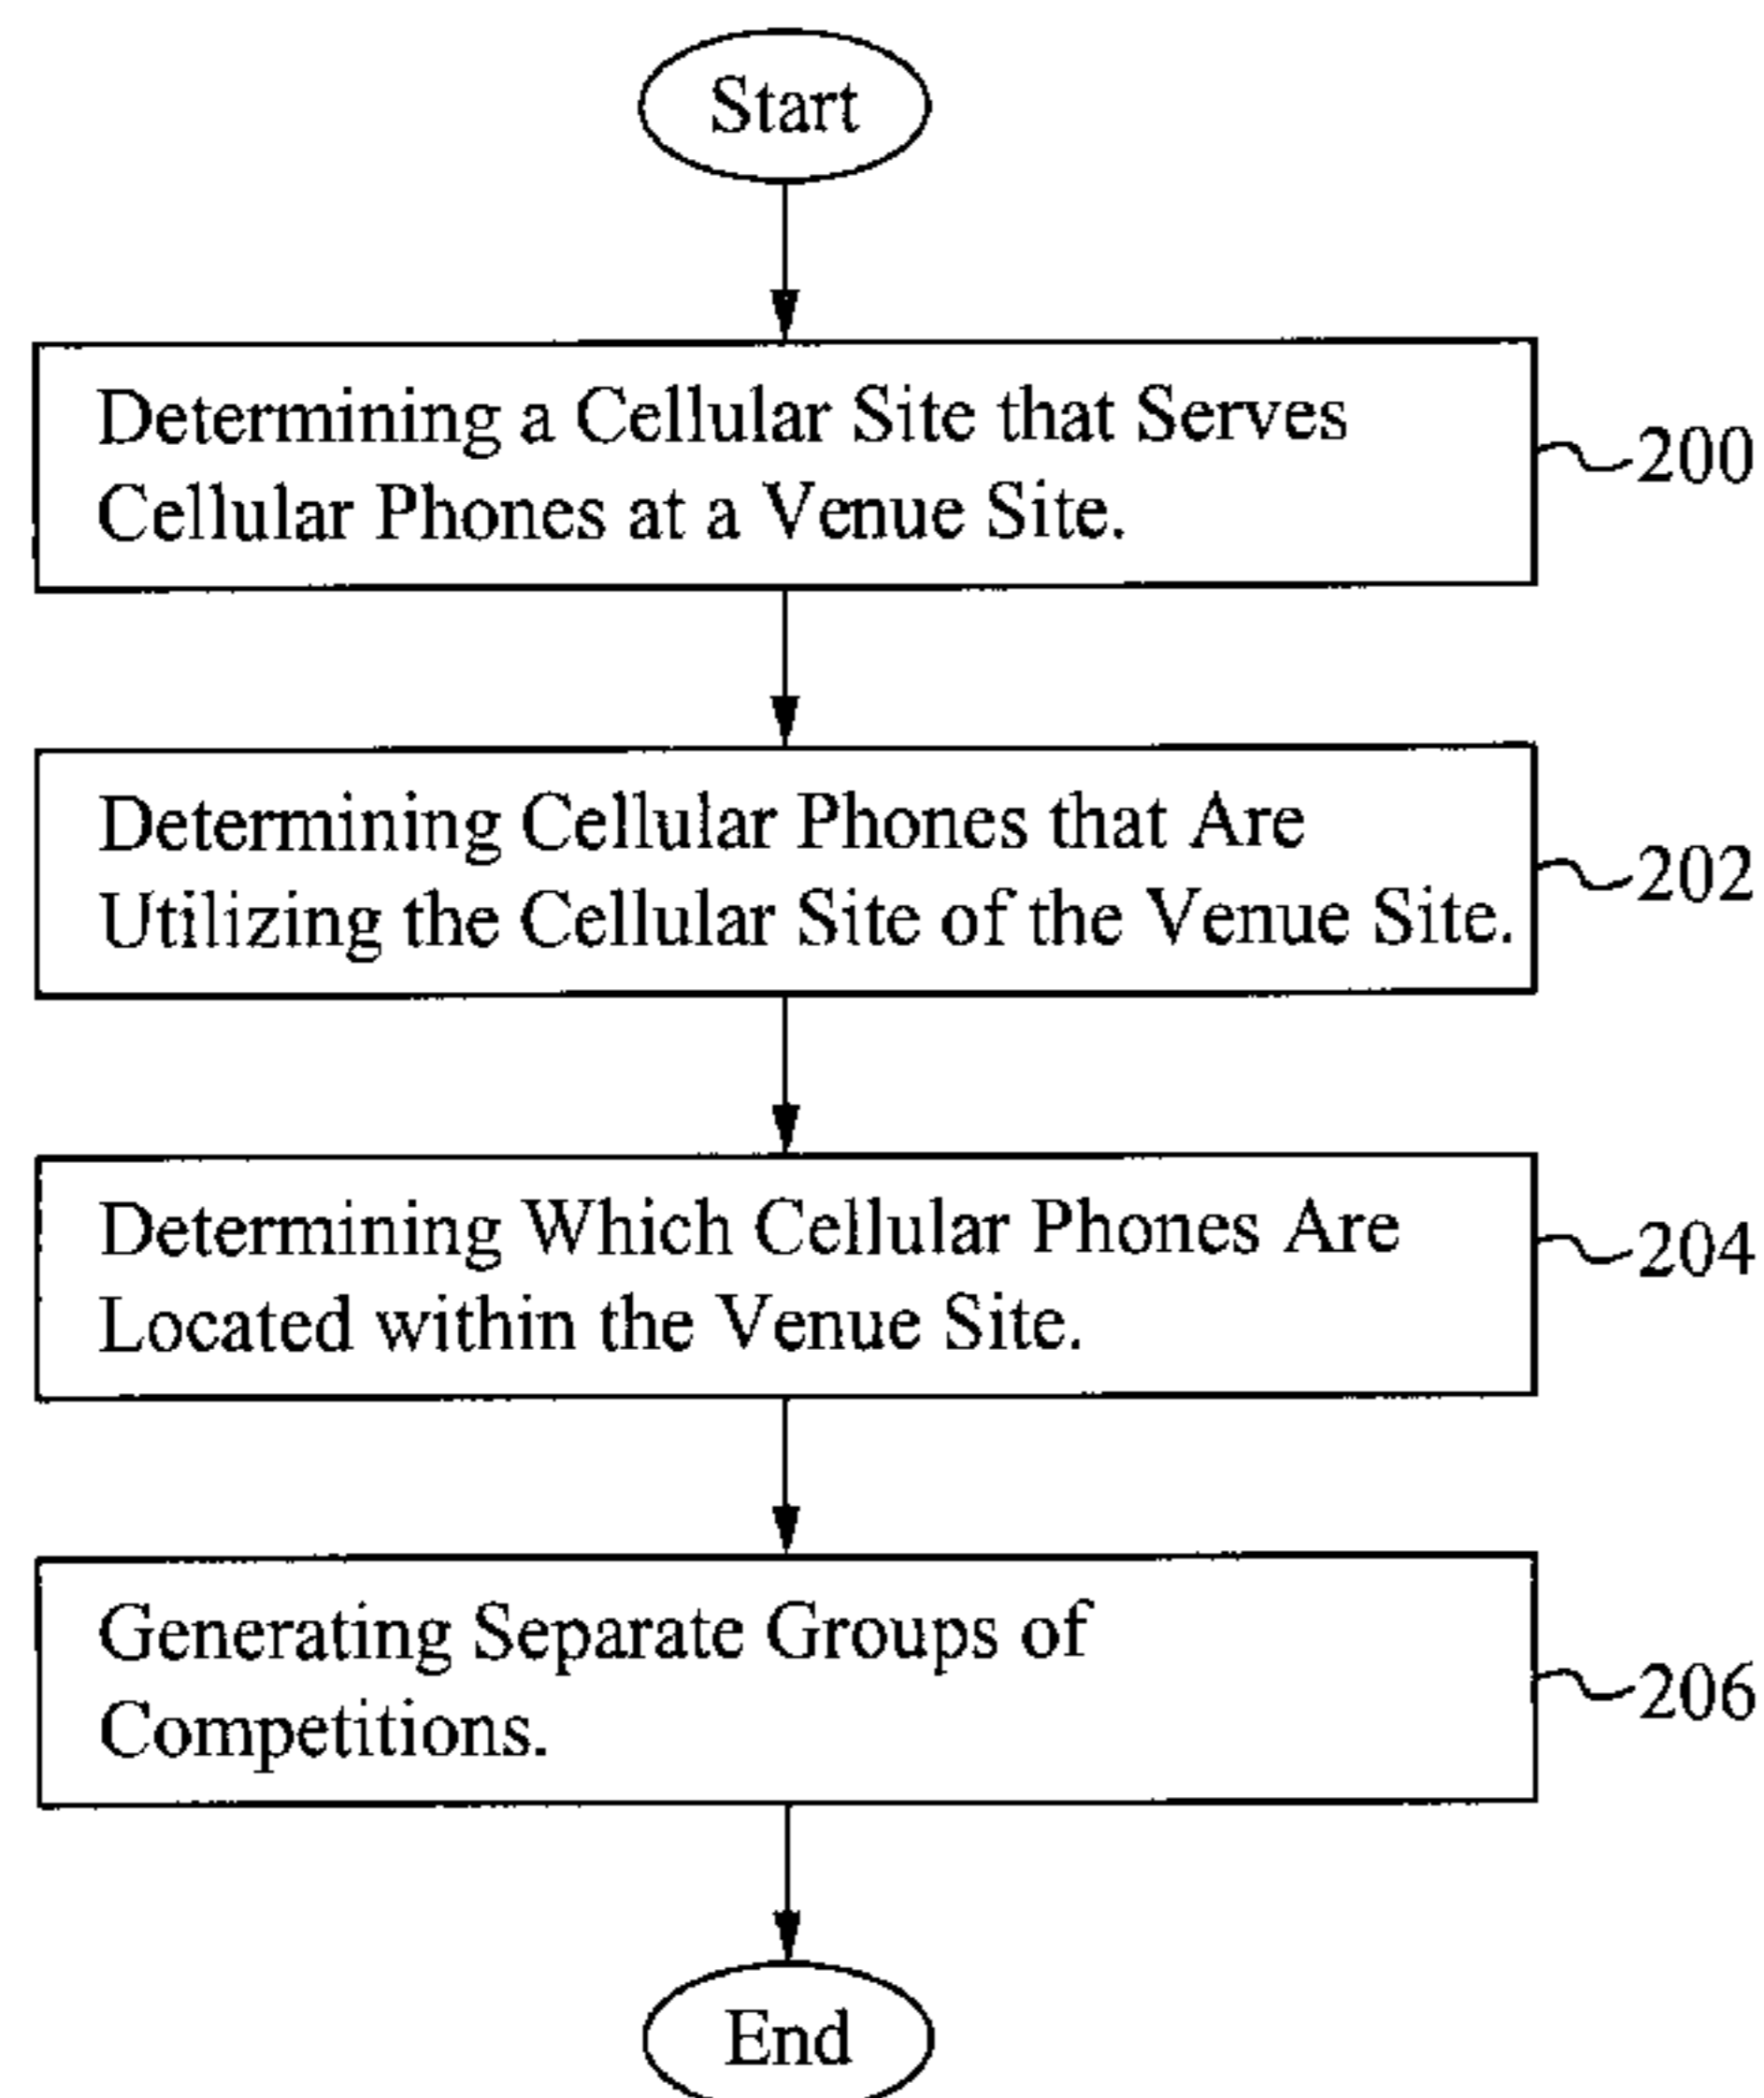 Start
Determining a Cellular Site that Serves
Cellular Phones at a Venue Site.
200
Determining Cellular Phones that Are
Utilizing the Cellular Site of the Venue Site.
202
Determining Which Cellular Phones Are
Located within the Venue Site.
204
Generating Separate Groups of
Competitions.
206
End